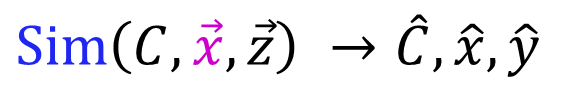 Sim(C, x⃗, z⃗) → Ĉ, x̂, ŷ